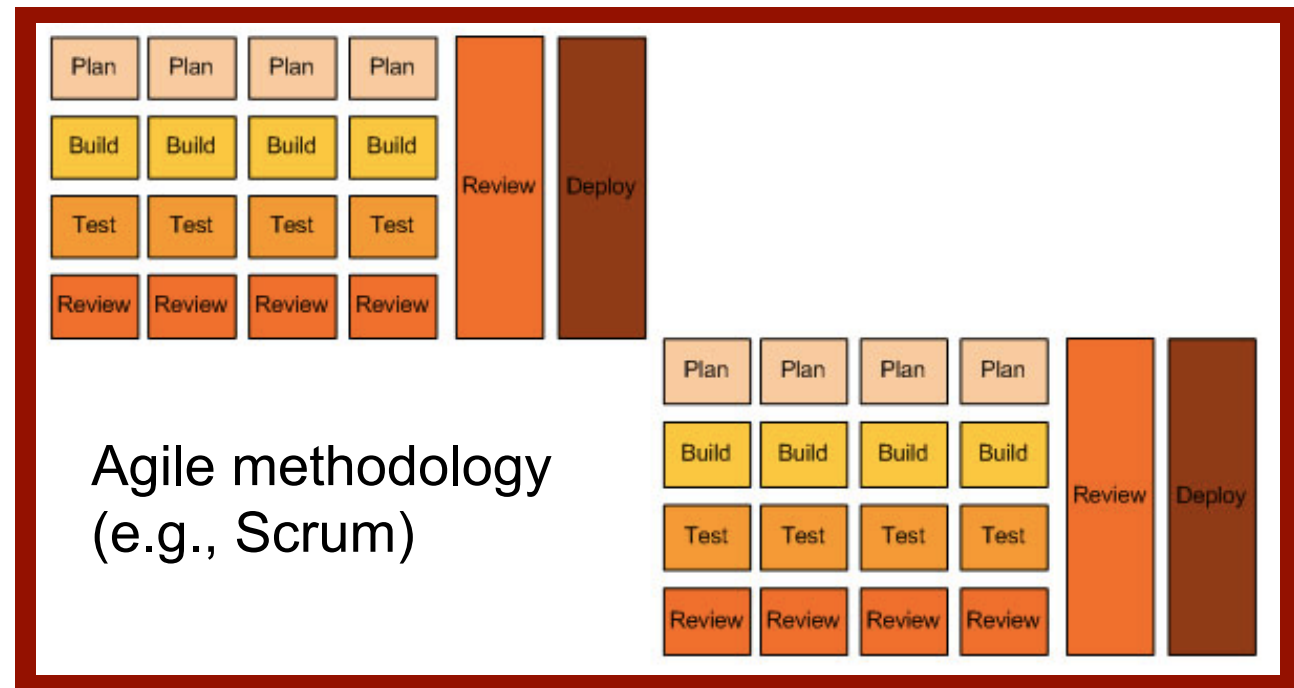 Plan Plan Plan Plan
Build Build Build Build
Review Deploy
Test Test Test Test
Review Review Review Review
Plan Plan Plan Plan
Build Build Build Build
Review Deploy
Test Test Test Test
Review Review Review Review
Agile methodology
(e.g., Scrum)